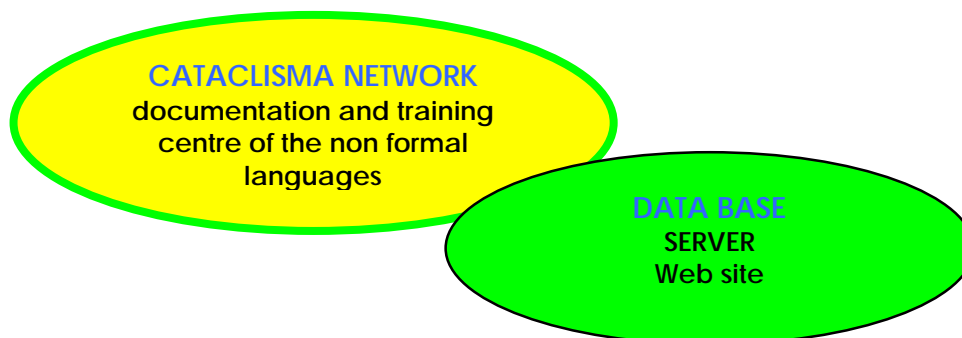 CATACLISMA NETWORK
documentation and training
centre of the non formal
languages
DATA BASE
SERVER
Web site